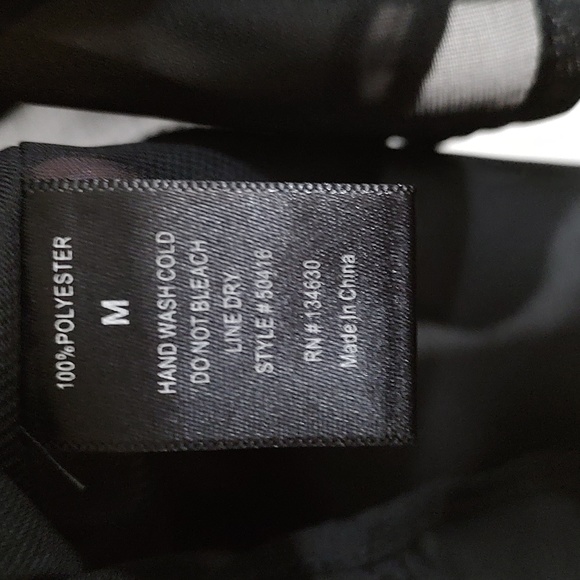 100%POLYESTER
M
HAND WASH COLD
DO NOT BLEACH
LINE DRY
STYLE # 50416
RN # 134630
Made In China